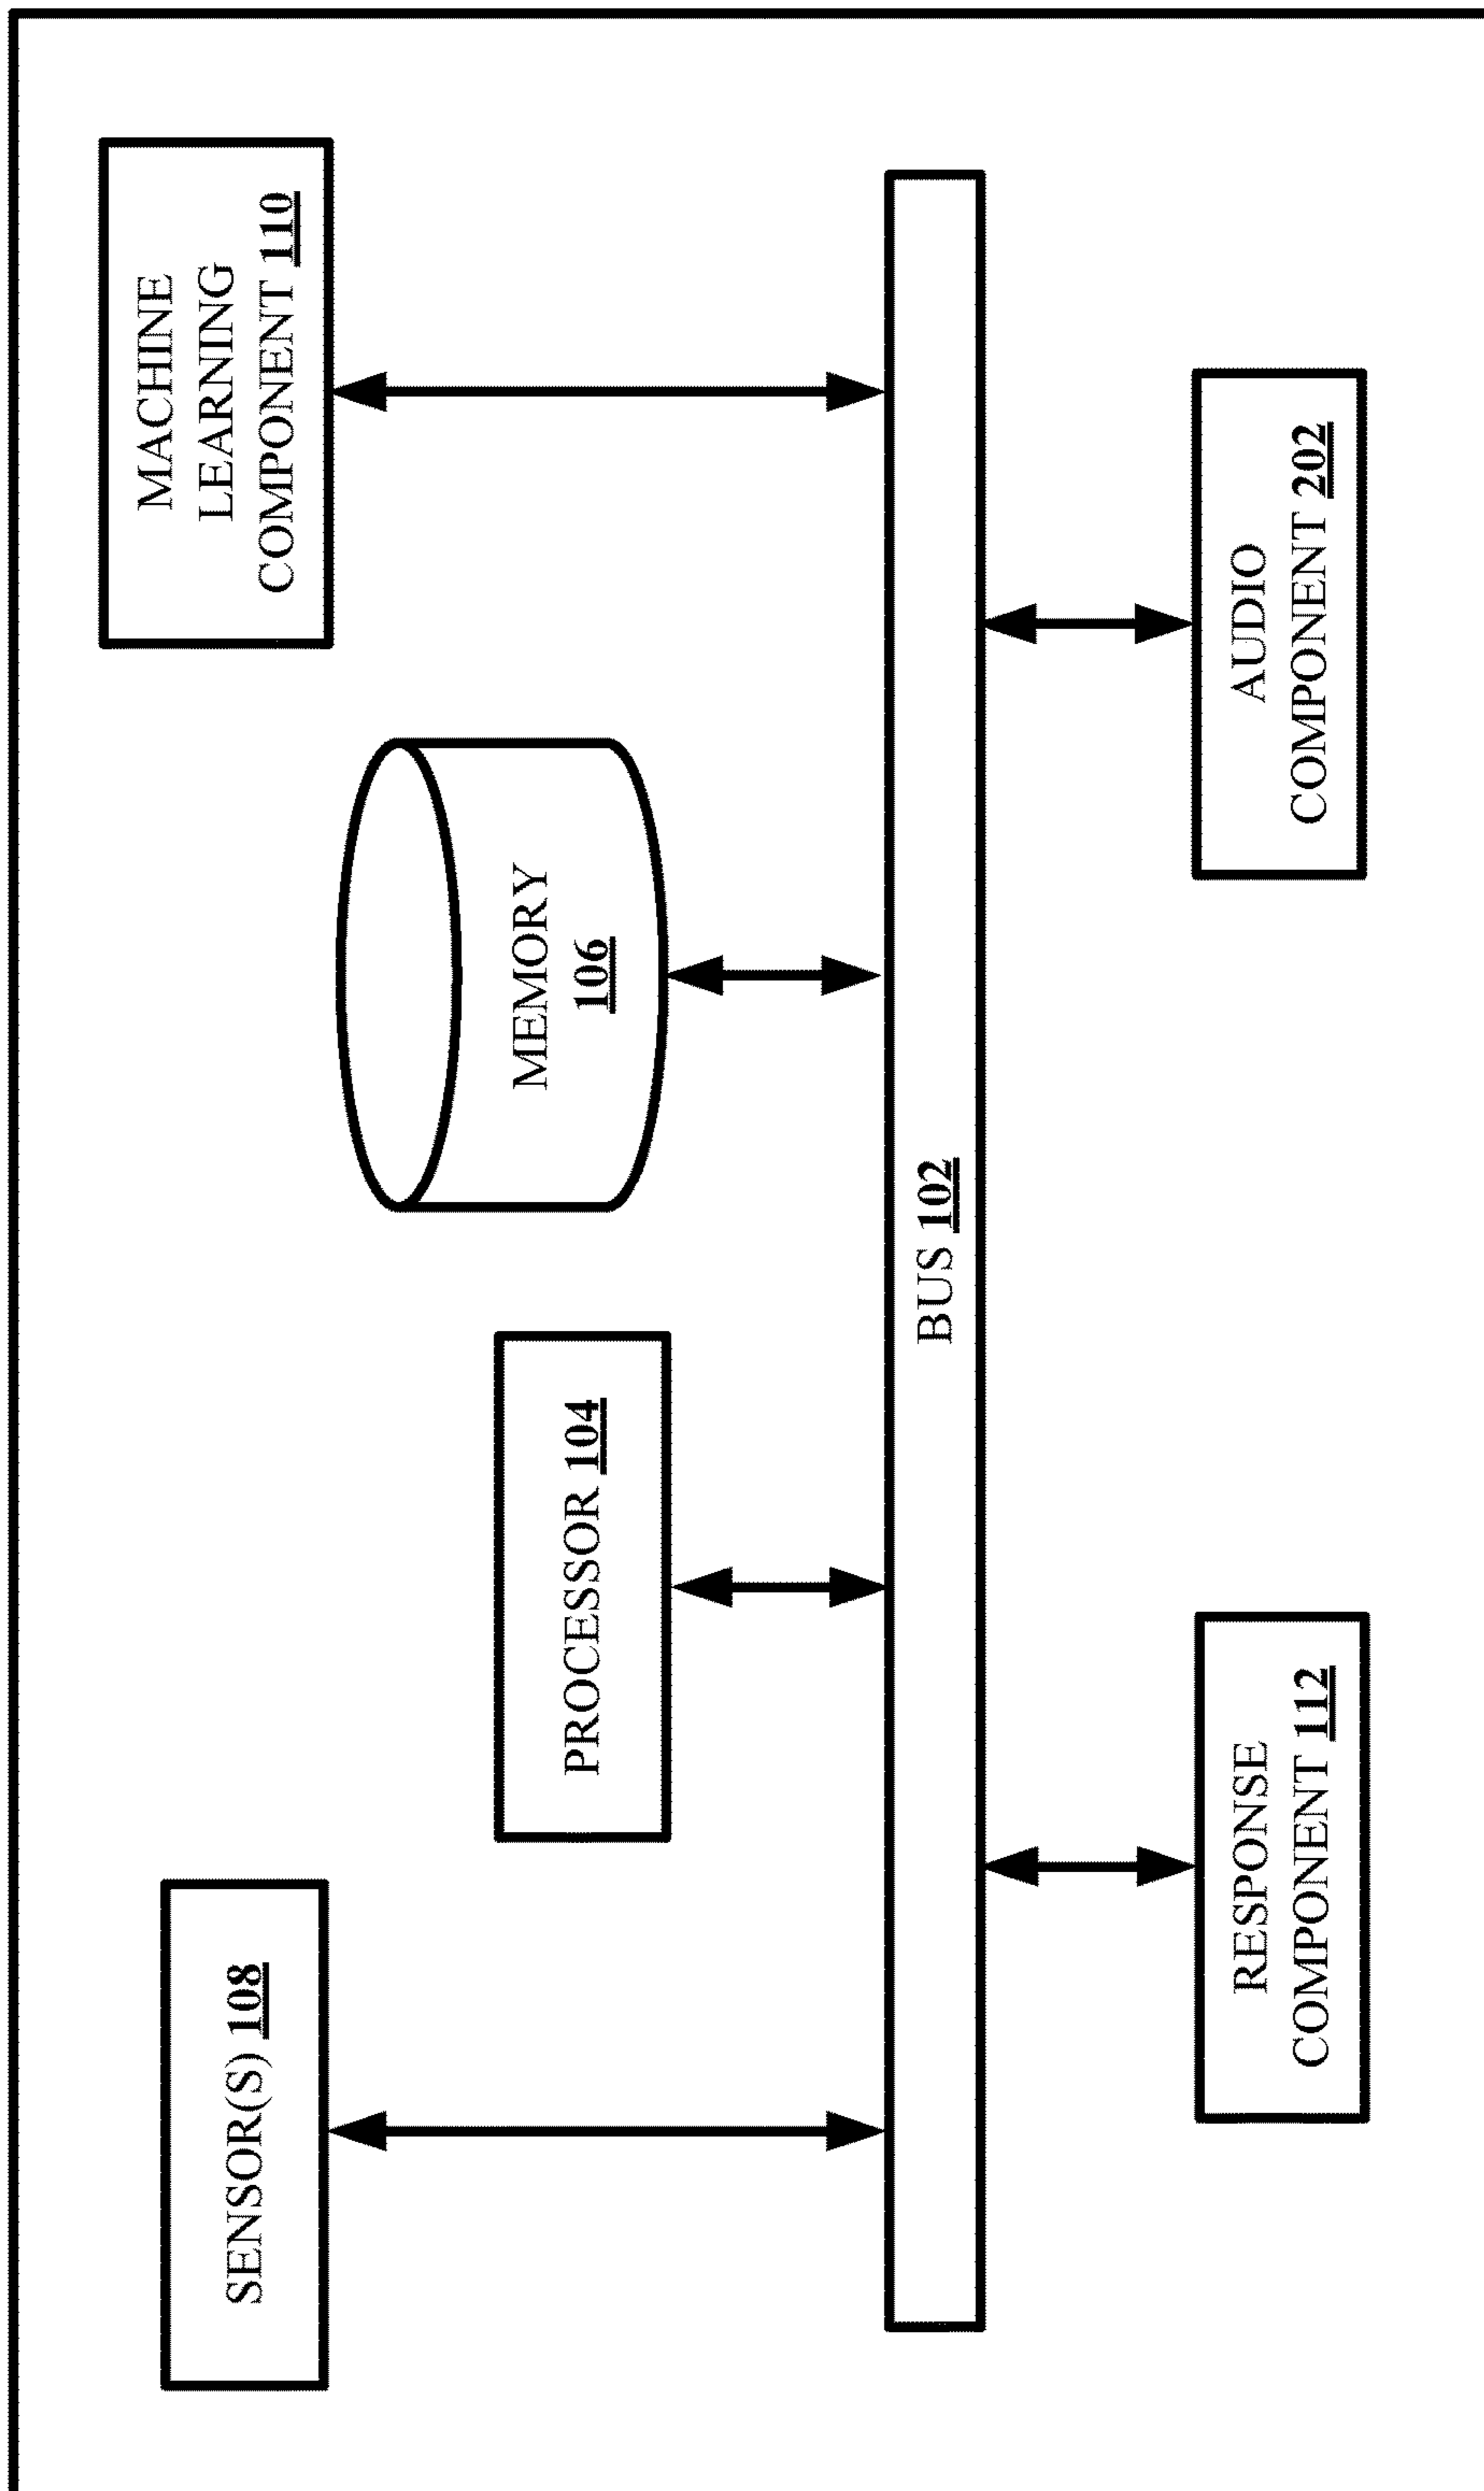 SENSOR(S) 108
PROCESSOR 104
MEMORY
106
MACHINE
LEARNING
COMPONENT 110
BUS 102
RESPONSE
COMPONENT 112
AUDIO
COMPONENT 202